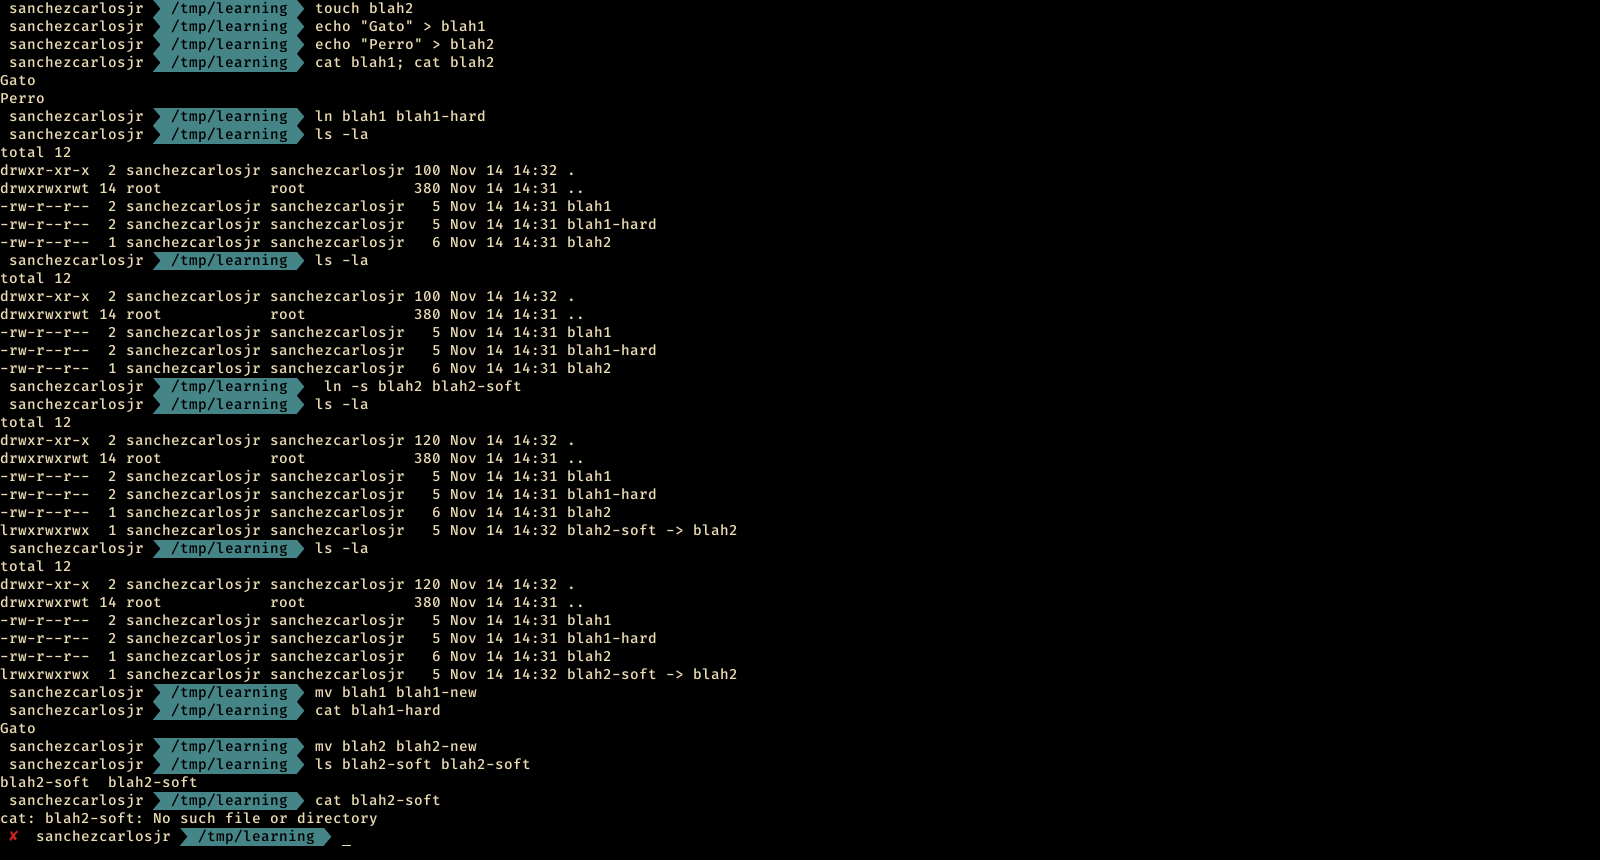 sanchezcarlosjr /tmp/learning touch blah2
sanchezcarlosjr /tmp/learning echo "Gato" > blah1
sanchezcarlosjr /tmp/learning echo "Perro" > blah2
sanchezcarlosjr /tmp/learning cat blah1; cat blah2
Gato
Perro
sanchezcarlosjr /tmp/learning ln blah1 blah1-hard
sanchezcarlosjr /tmp/learning ls -la
total 12
drwxr-xr-x  2 sanchezcarlosjr sanchezcarlosjr 100 Nov 14 14:32 .
drwxrwxrwt 14 root            root            380 Nov 14 14:31 ..
-rw-r--r--  2 sanchezcarlosjr sanchezcarlosjr   5 Nov 14 14:31 blah1
-rw-r--r--  2 sanchezcarlosjr sanchezcarlosjr   5 Nov 14 14:31 blah1-hard
-rw-r--r--  1 sanchezcarlosjr sanchezcarlosjr   6 Nov 14 14:31 blah2
sanchezcarlosjr /tmp/learning ls -la
total 12
drwxr-xr-x  2 sanchezcarlosjr sanchezcarlosjr 100 Nov 14 14:32 .
drwxrwxrwt 14 root            root            380 Nov 14 14:31 ..
-rw-r--r--  2 sanchezcarlosjr sanchezcarlosjr   5 Nov 14 14:31 blah1
-rw-r--r--  2 sanchezcarlosjr sanchezcarlosjr   5 Nov 14 14:31 blah1-hard
-rw-r--r--  1 sanchezcarlosjr sanchezcarlosjr   6 Nov 14 14:31 blah2
sanchezcarlosjr /tmp/learning  ln -s blah2 blah2-soft
sanchezcarlosjr /tmp/learning ls -la
total 12
drwxr-xr-x  2 sanchezcarlosjr sanchezcarlosjr 120 Nov 14 14:32 .
drwxrwxrwt 14 root            root            380 Nov 14 14:31 ..
-rw-r--r--  2 sanchezcarlosjr sanchezcarlosjr   5 Nov 14 14:31 blah1
-rw-r--r--  2 sanchezcarlosjr sanchezcarlosjr   5 Nov 14 14:31 blah1-hard
-rw-r--r--  1 sanchezcarlosjr sanchezcarlosjr   6 Nov 14 14:31 blah2
lrwxrwxrwx  1 sanchezcarlosjr sanchezcarlosjr   5 Nov 14 14:32 blah2-soft -> blah2
sanchezcarlosjr /tmp/learning ls -la
total 12
drwxr-xr-x  2 sanchezcarlosjr sanchezcarlosjr 120 Nov 14 14:32 .
drwxrwxrwt 14 root            root            380 Nov 14 14:31 ..
-rw-r--r--  2 sanchezcarlosjr sanchezcarlosjr   5 Nov 14 14:31 blah1
-rw-r--r--  2 sanchezcarlosjr sanchezcarlosjr   5 Nov 14 14:31 blah1-hard
-rw-r--r--  1 sanchezcarlosjr sanchezcarlosjr   6 Nov 14 14:31 blah2
lrwxrwxrwx  1 sanchezcarlosjr sanchezcarlosjr   5 Nov 14 14:32 blah2-soft -> blah2
sanchezcarlosjr /tmp/learning mv blah1 blah1-new
sanchezcarlosjr /tmp/learning cat blah1-hard
Gato
sanchezcarlosjr /tmp/learning mv blah2 blah2-new
sanchezcarlosjr /tmp/learning ls blah2-soft blah2-soft
blah2-soft  blah2-soft
sanchezcarlosjr /tmp/learning cat blah2-soft
cat: blah2-soft: No such file or directory
✘ sanchezcarlosjr /tmp/learning _